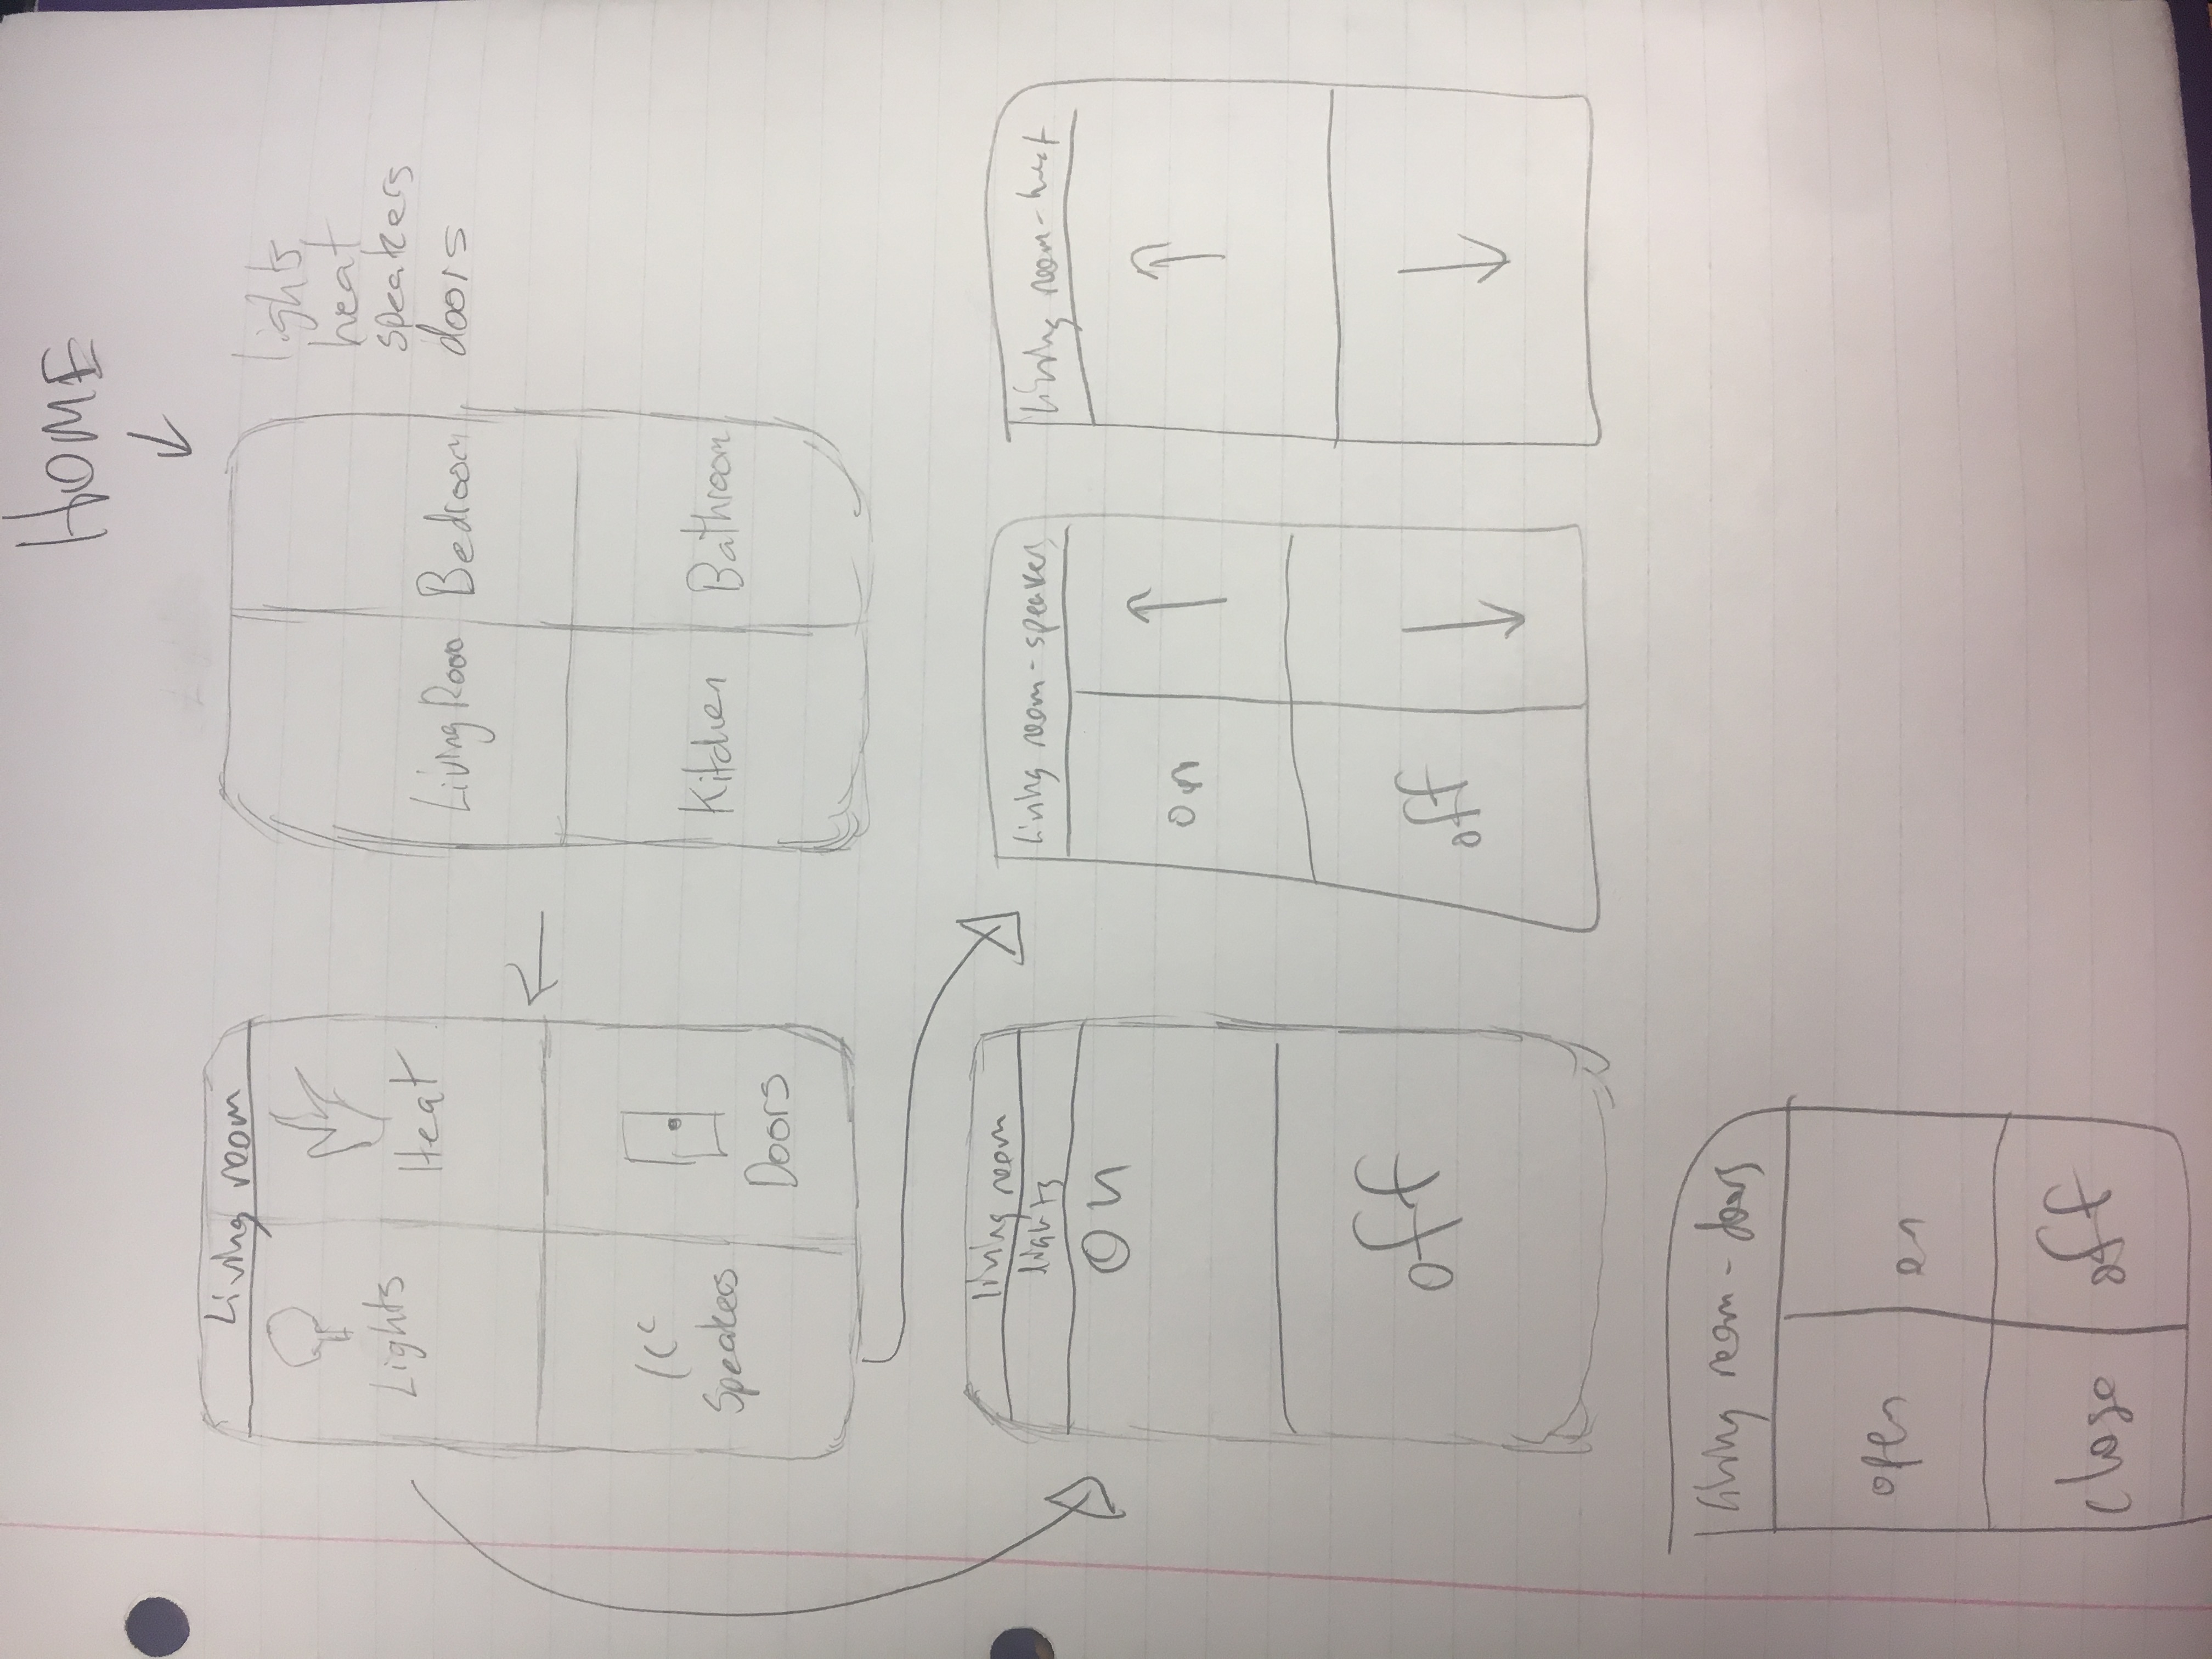 HOME
Living room
Lights
Heat
Speakers
Doors
Living Rooo
Bedroom
Kitchen
Bathroom
lights
heat
speakers
doors
living room
lights
On
off
living room - speakers
on
↑
off
↓
living room - heat
↑
↓
living room - doors
open
on
close
off